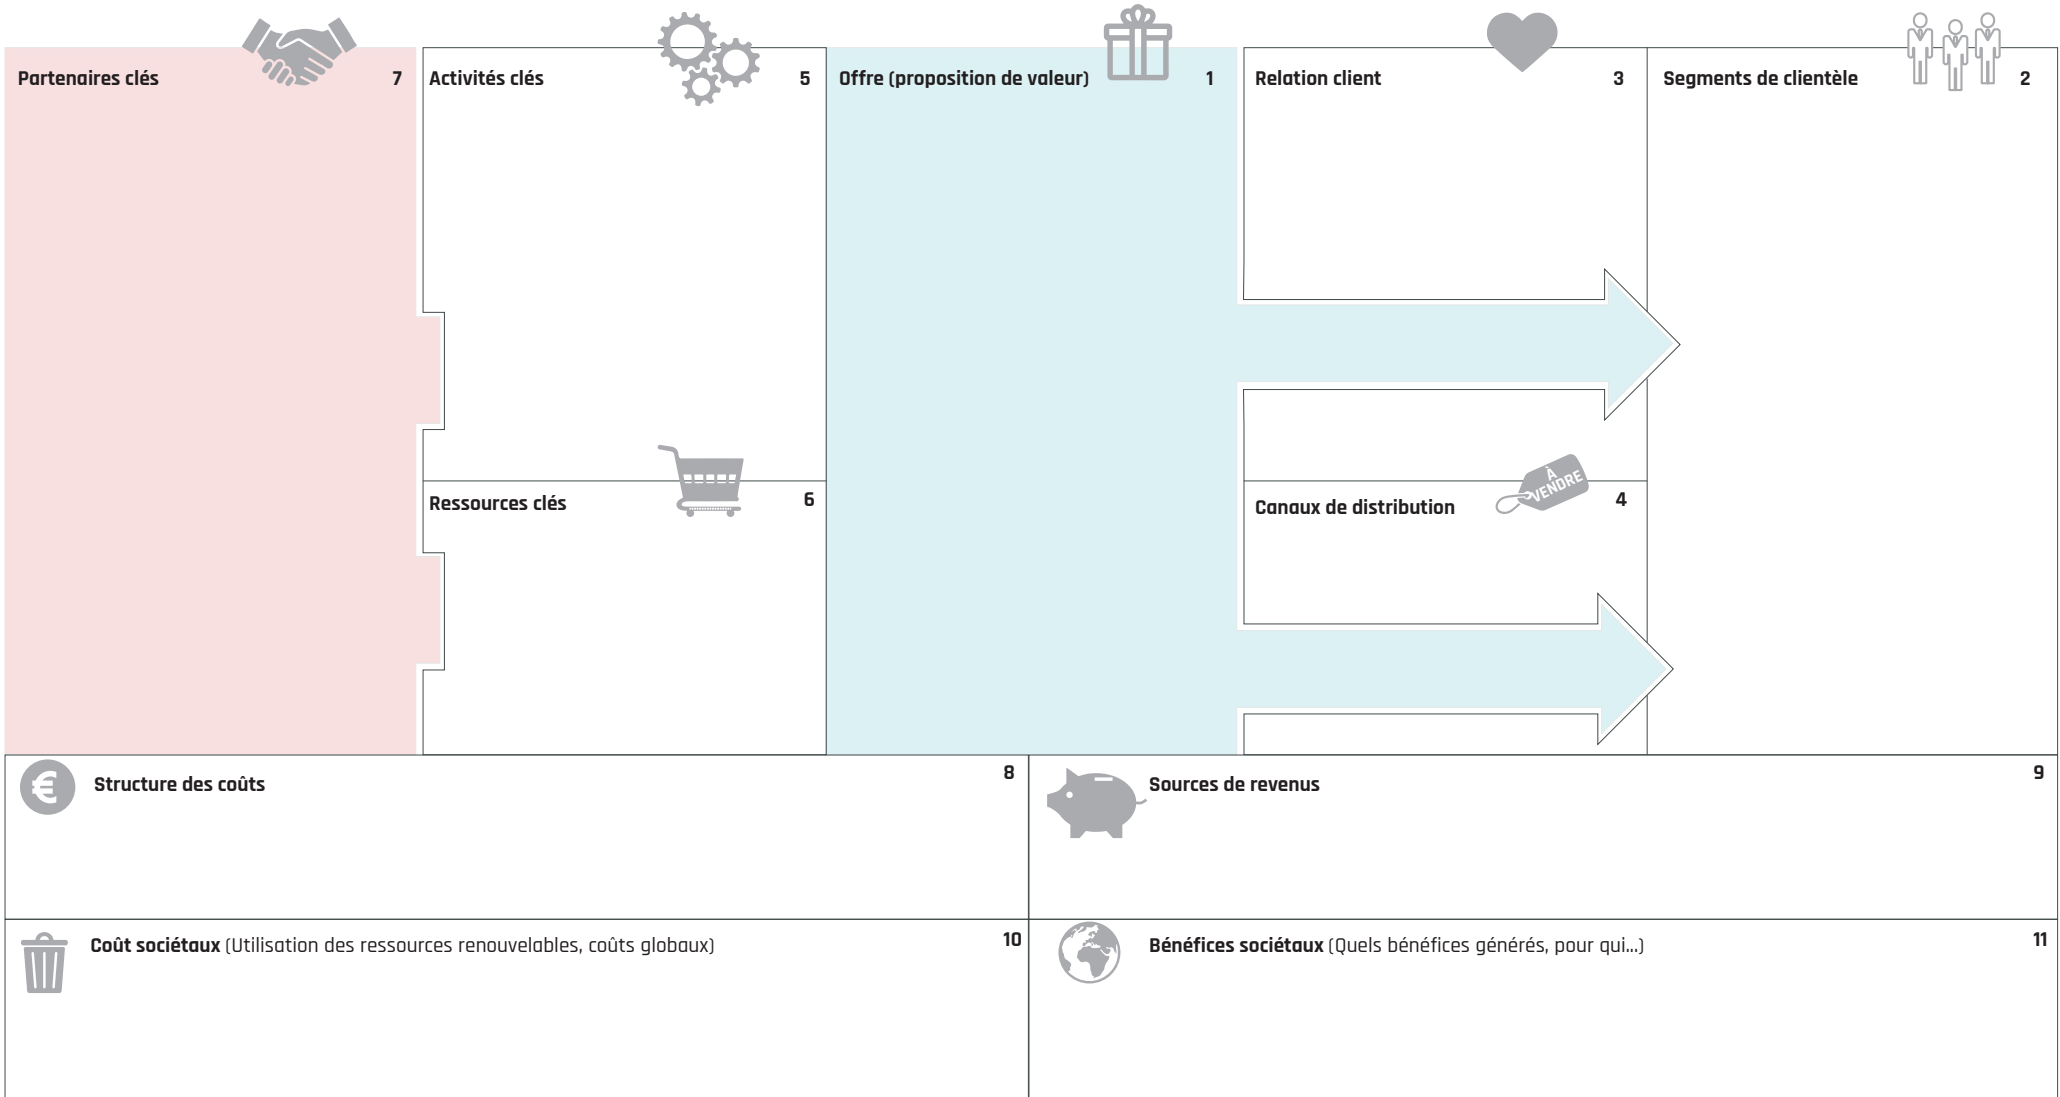 Partenaires clés 7
Activités clés 5
Offre (proposition de valeur) 1
Relation client 3
Segments de clientèle 2
Ressources clés 6
À
VENDRE
Canaux de distribution 4
€ Structure des coûts 8
Sources de revenus 9
Coût sociétaux (Utilisation des ressources renouvelables, coûts globaux) 10
Bénéfices sociétaux (Quels bénéfices générés, pour qui...) 11